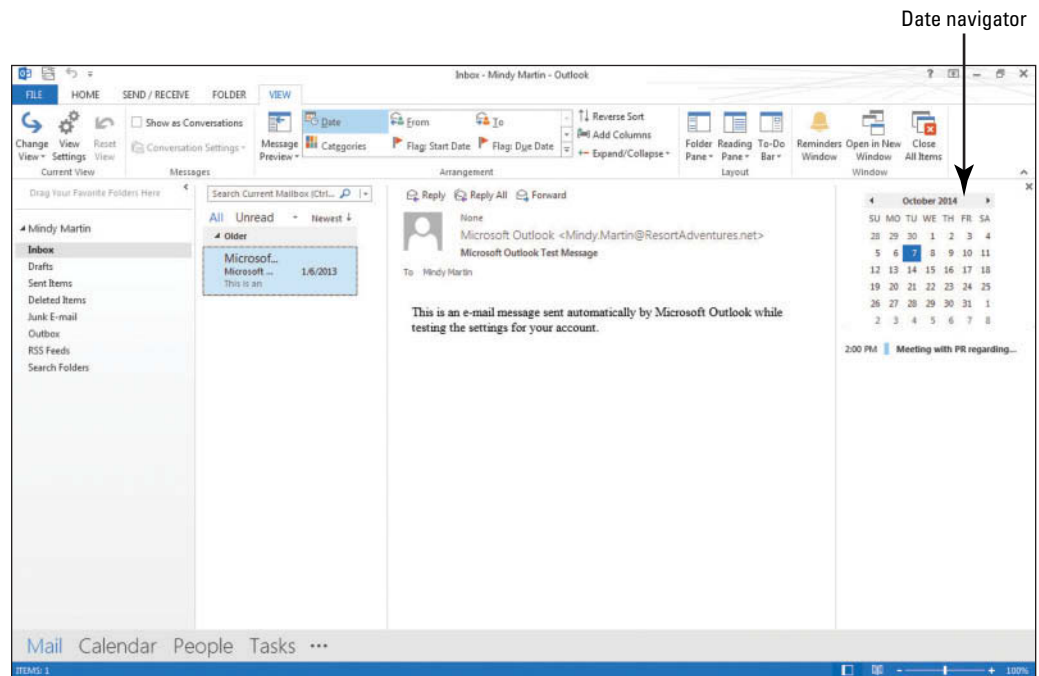 Date navigator
Inbox - Mindy Martin - Outlook
FILE HOME SEND / RECEIVE FOLDER VIEW
Change View View Settings Reset View
Current View
Show as Conversations
Conversation Settings
Messages
Message Preview
Date From To
Categories Flag: Start Date Flag: Due Date
Reverse Sort
Add Columns
Expand/Collapse
Arrangement
Folder Pane Reading Pane To-Do Bar
Layout
Reminders Window Open in New Window Close All Items
Window
Drag Your Favorite Folders Here
Mindy Martin
Inbox
Drafts
Sent Items
Deleted Items
Junk E-mail
Outbox
RSS Feeds
Search Folders
Search Current Mailbox (Ctrl...
All Unread Newest ↓
Older
Microsof...
Microsoft ... 1/6/2013
This is an
Reply Reply All Forward
None
Microsoft Outlook <Mindy.Martin@ResortAdventures.net>
Microsoft Outlook Test Message
To Mindy Martin
This is an e-mail message sent automatically by Microsoft Outlook while
testing the settings for your account.
October 2014
SU MO TU WE TH FR SA
28 29 30 1 2 3 4
5 6 7 8 9 10 11
12 13 14 15 16 17 18
19 20 21 22 23 24 25
26 27 28 29 30 31 1
2 3 4 5 6 7 8
2:00 PM Meeting with PR regarding...
Mail Calendar People Tasks ...
ITEMS: 1
100%